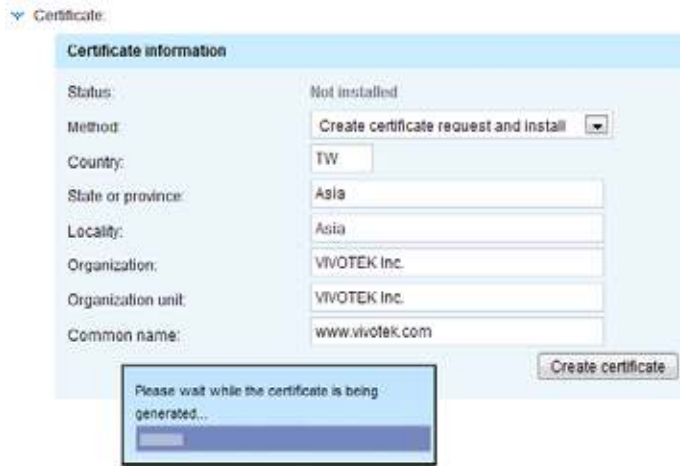 Certificate:
Certificate information
Status: Not installed
Method: Create certificate request and install
Country: TW
State or province: Asia
Locality: Asia
Organization: VIVOTEK Inc.
Organization unit: VIVOTEK Inc.
Common name: www.vivotek.com
Create certificate
Please wait while the certificate is being
generated...